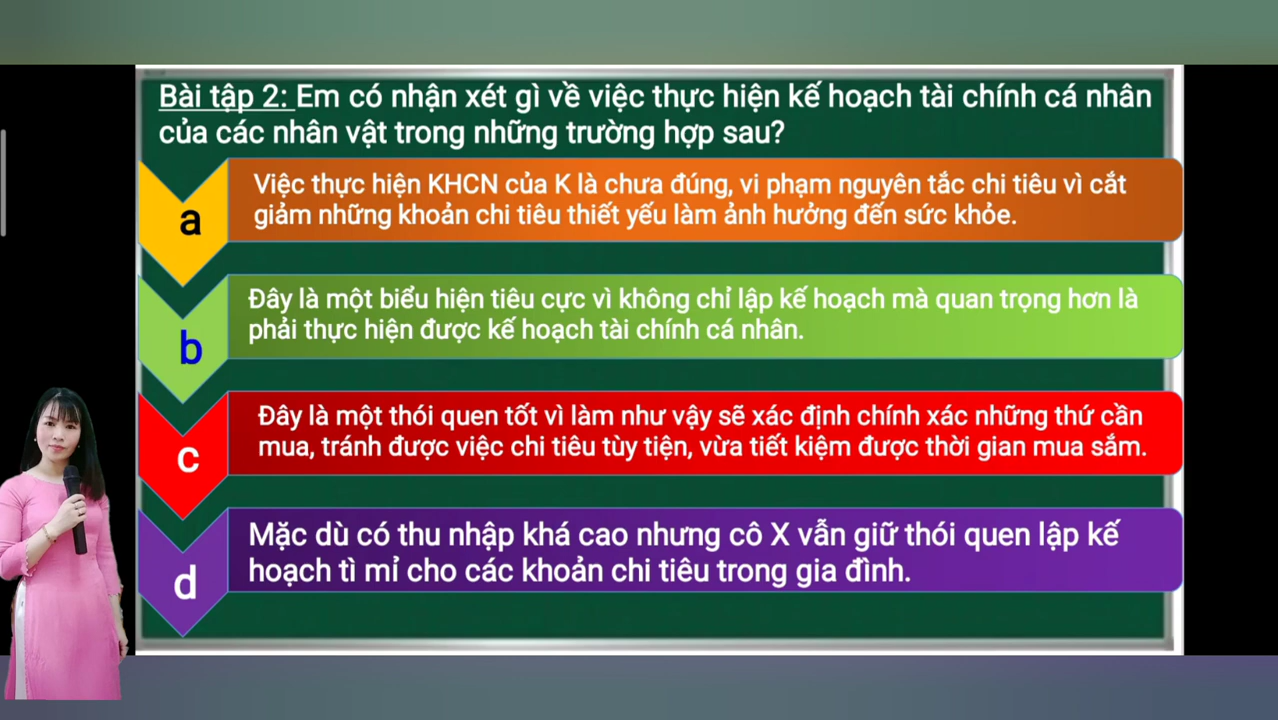 Bài tập 2: Em có nhận xét gì về việc thực hiện kế hoạch tài chính cá nhân
của các nhân vật trong những trường hợp sau?
a
Việc thực hiện KHCN của K là chưa đúng, vi phạm nguyên tắc chi tiêu vì cắt
giảm những khoản chi tiêu thiết yếu làm ảnh hưởng đến sức khỏe.
b
Đây là một biểu hiện tiêu cực vì không chỉ lập kế hoạch mà quan trọng hơn là
phải thực hiện được kế hoạch tài chính cá nhân.
c
Đây là một thói quen tốt vì làm như vậy sẽ xác định chính xác những thứ cần
mua, tránh được việc chi tiêu tùy tiện, vừa tiết kiệm được thời gian mua sắm.
d
Mặc dù có thu nhập khá cao nhưng cô X vẫn giữ thói quen lập kế
hoạch tì mỉ cho các khoản chi tiêu trong gia đình.